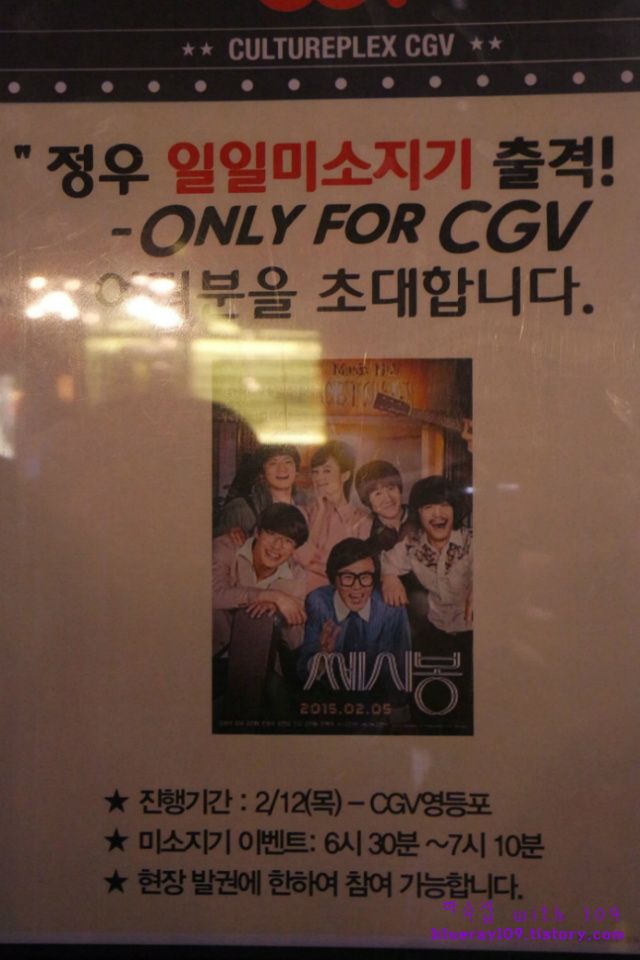 ★★ CULTUREPLEX CGV ★★
" 정우 일일미소지기 출격!
-ONLY FOR CGV
여러분을 초대합니다.
쎄시봉
2015.02.05
★ 진행기간 : 2/12(목) – CGV영등포
★ 미소지기 이벤트: 6시 30분 ~7시 10분
★ 현장 발권에 한하여 참여 가능합니다.
with 109
blueray109.tistory.com